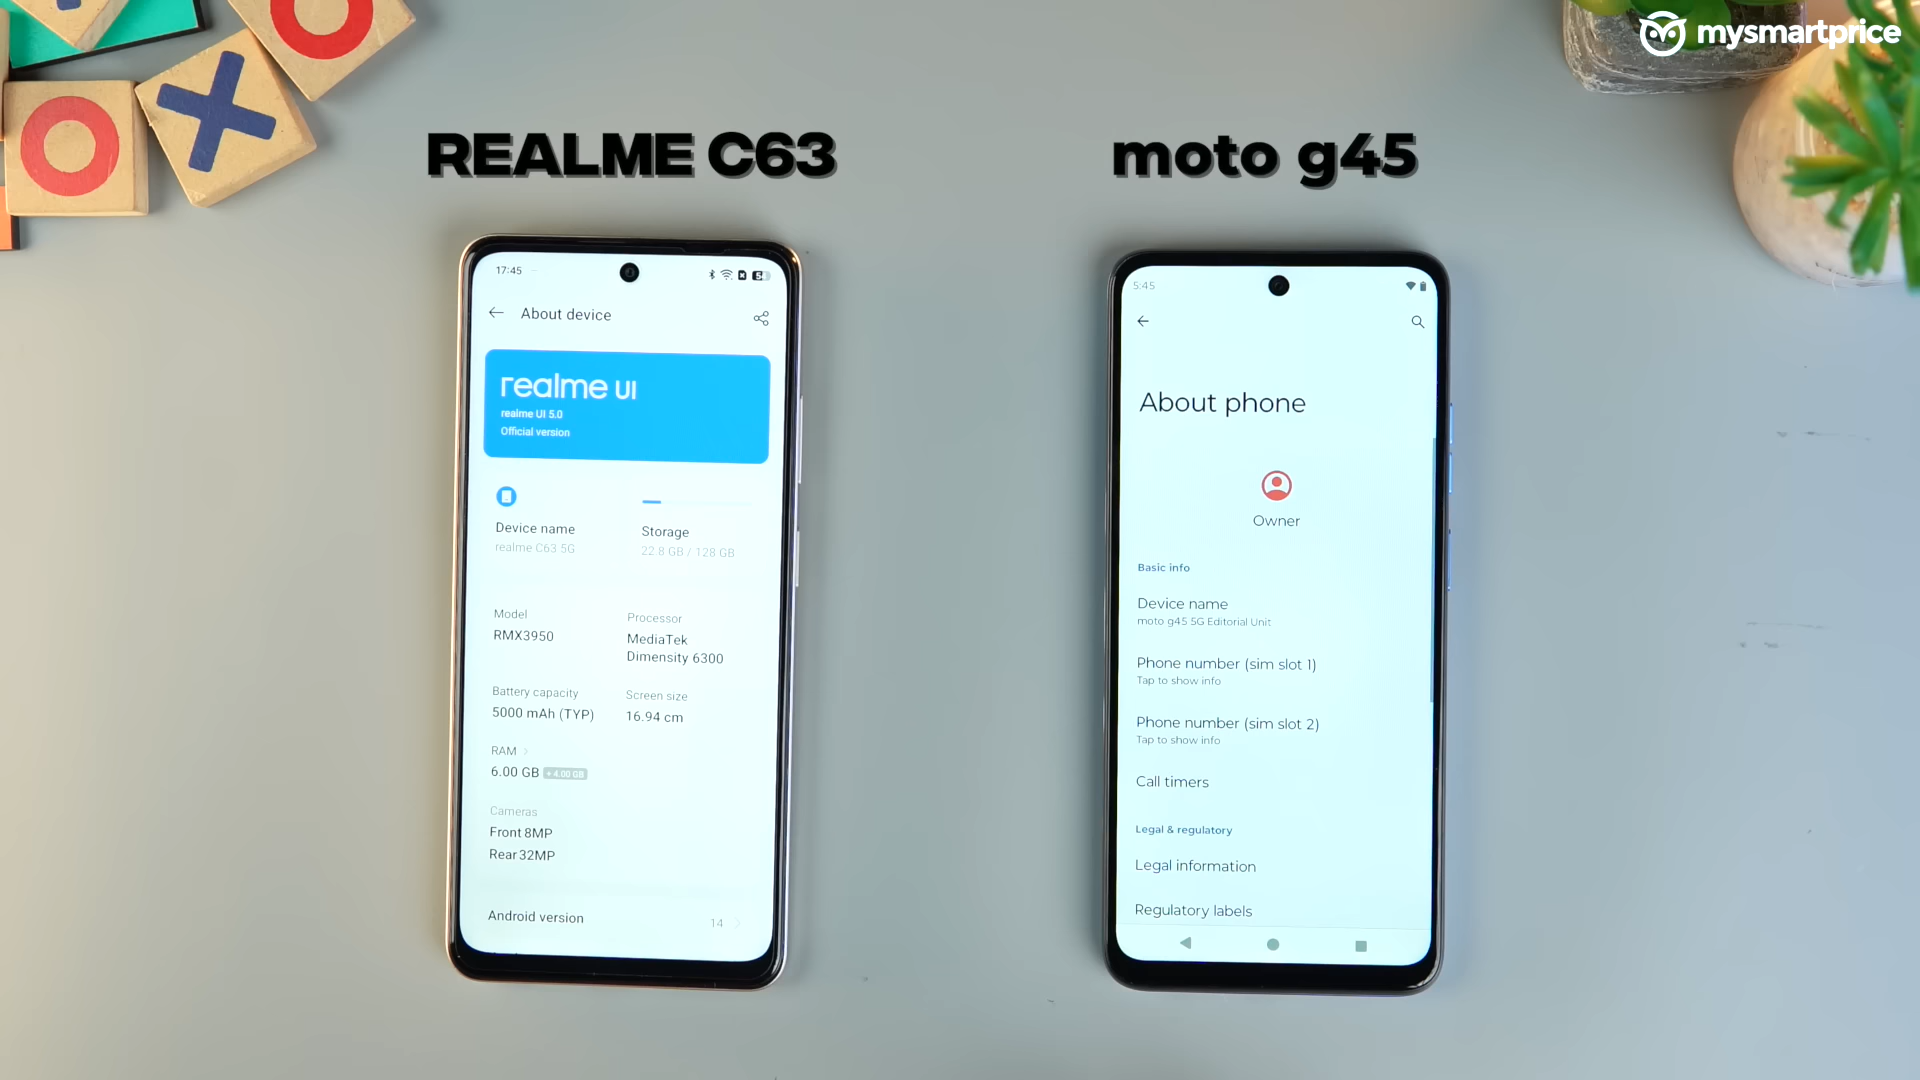 mysmartprice
REALME C63
moto g45
17:45
About device
realme UI
realme UI 5.0
Official version
Device name
realme C63 5G
Storage
22.8 GB / 128 GB
Model
RMX3950
Processor
MediaTek
Dimensity 6300
Battery capacity
5000 mAh (TYP)
Screen size
16.94 cm
RAM
6.00 GB + 4.00 GB
Cameras
Front 8MP
Rear 32MP
Android version
14
5:45
About phone
Owner
Basic info
Device name
moto g45 5G Editorial Unit
Phone number (sim slot 1)
Tap to show info
Phone number (sim slot 2)
Tap to show info
Call timers
Legal & regulatory
Legal information
Regulatory labels